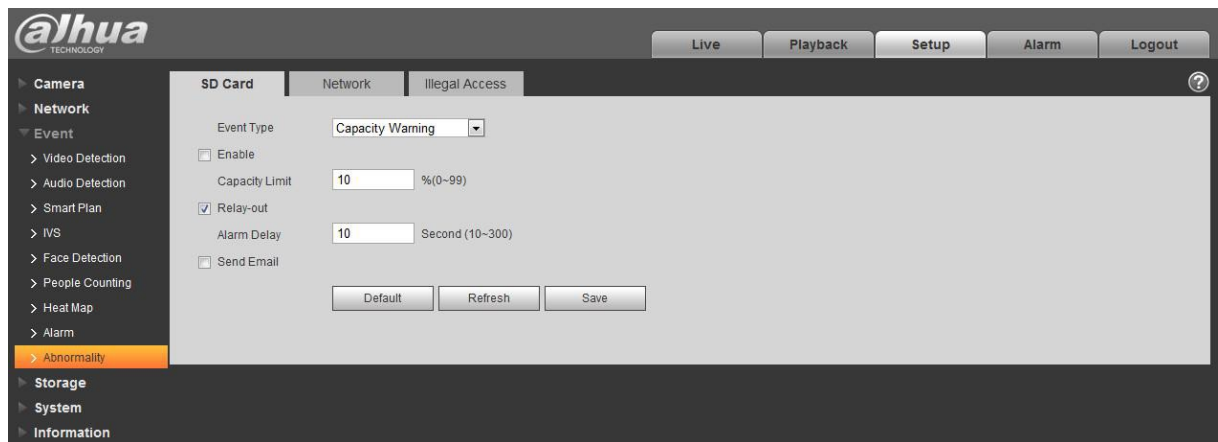 alhua
TECHNOLOGY
Live Playback Setup Alarm Logout
Camera
Network
Event
Video Detection
Audio Detection
Smart Plan
IVS
Face Detection
People Counting
Heat Map
Alarm
Abnormality
Storage
System
Information
SD Card Network Illegal Access ?
Event Type Capacity Warning
Enable
Capacity Limit 10 %(0~99)
Relay-out
Alarm Delay 10 Second (10~300)
Send Email
Default Refresh Save